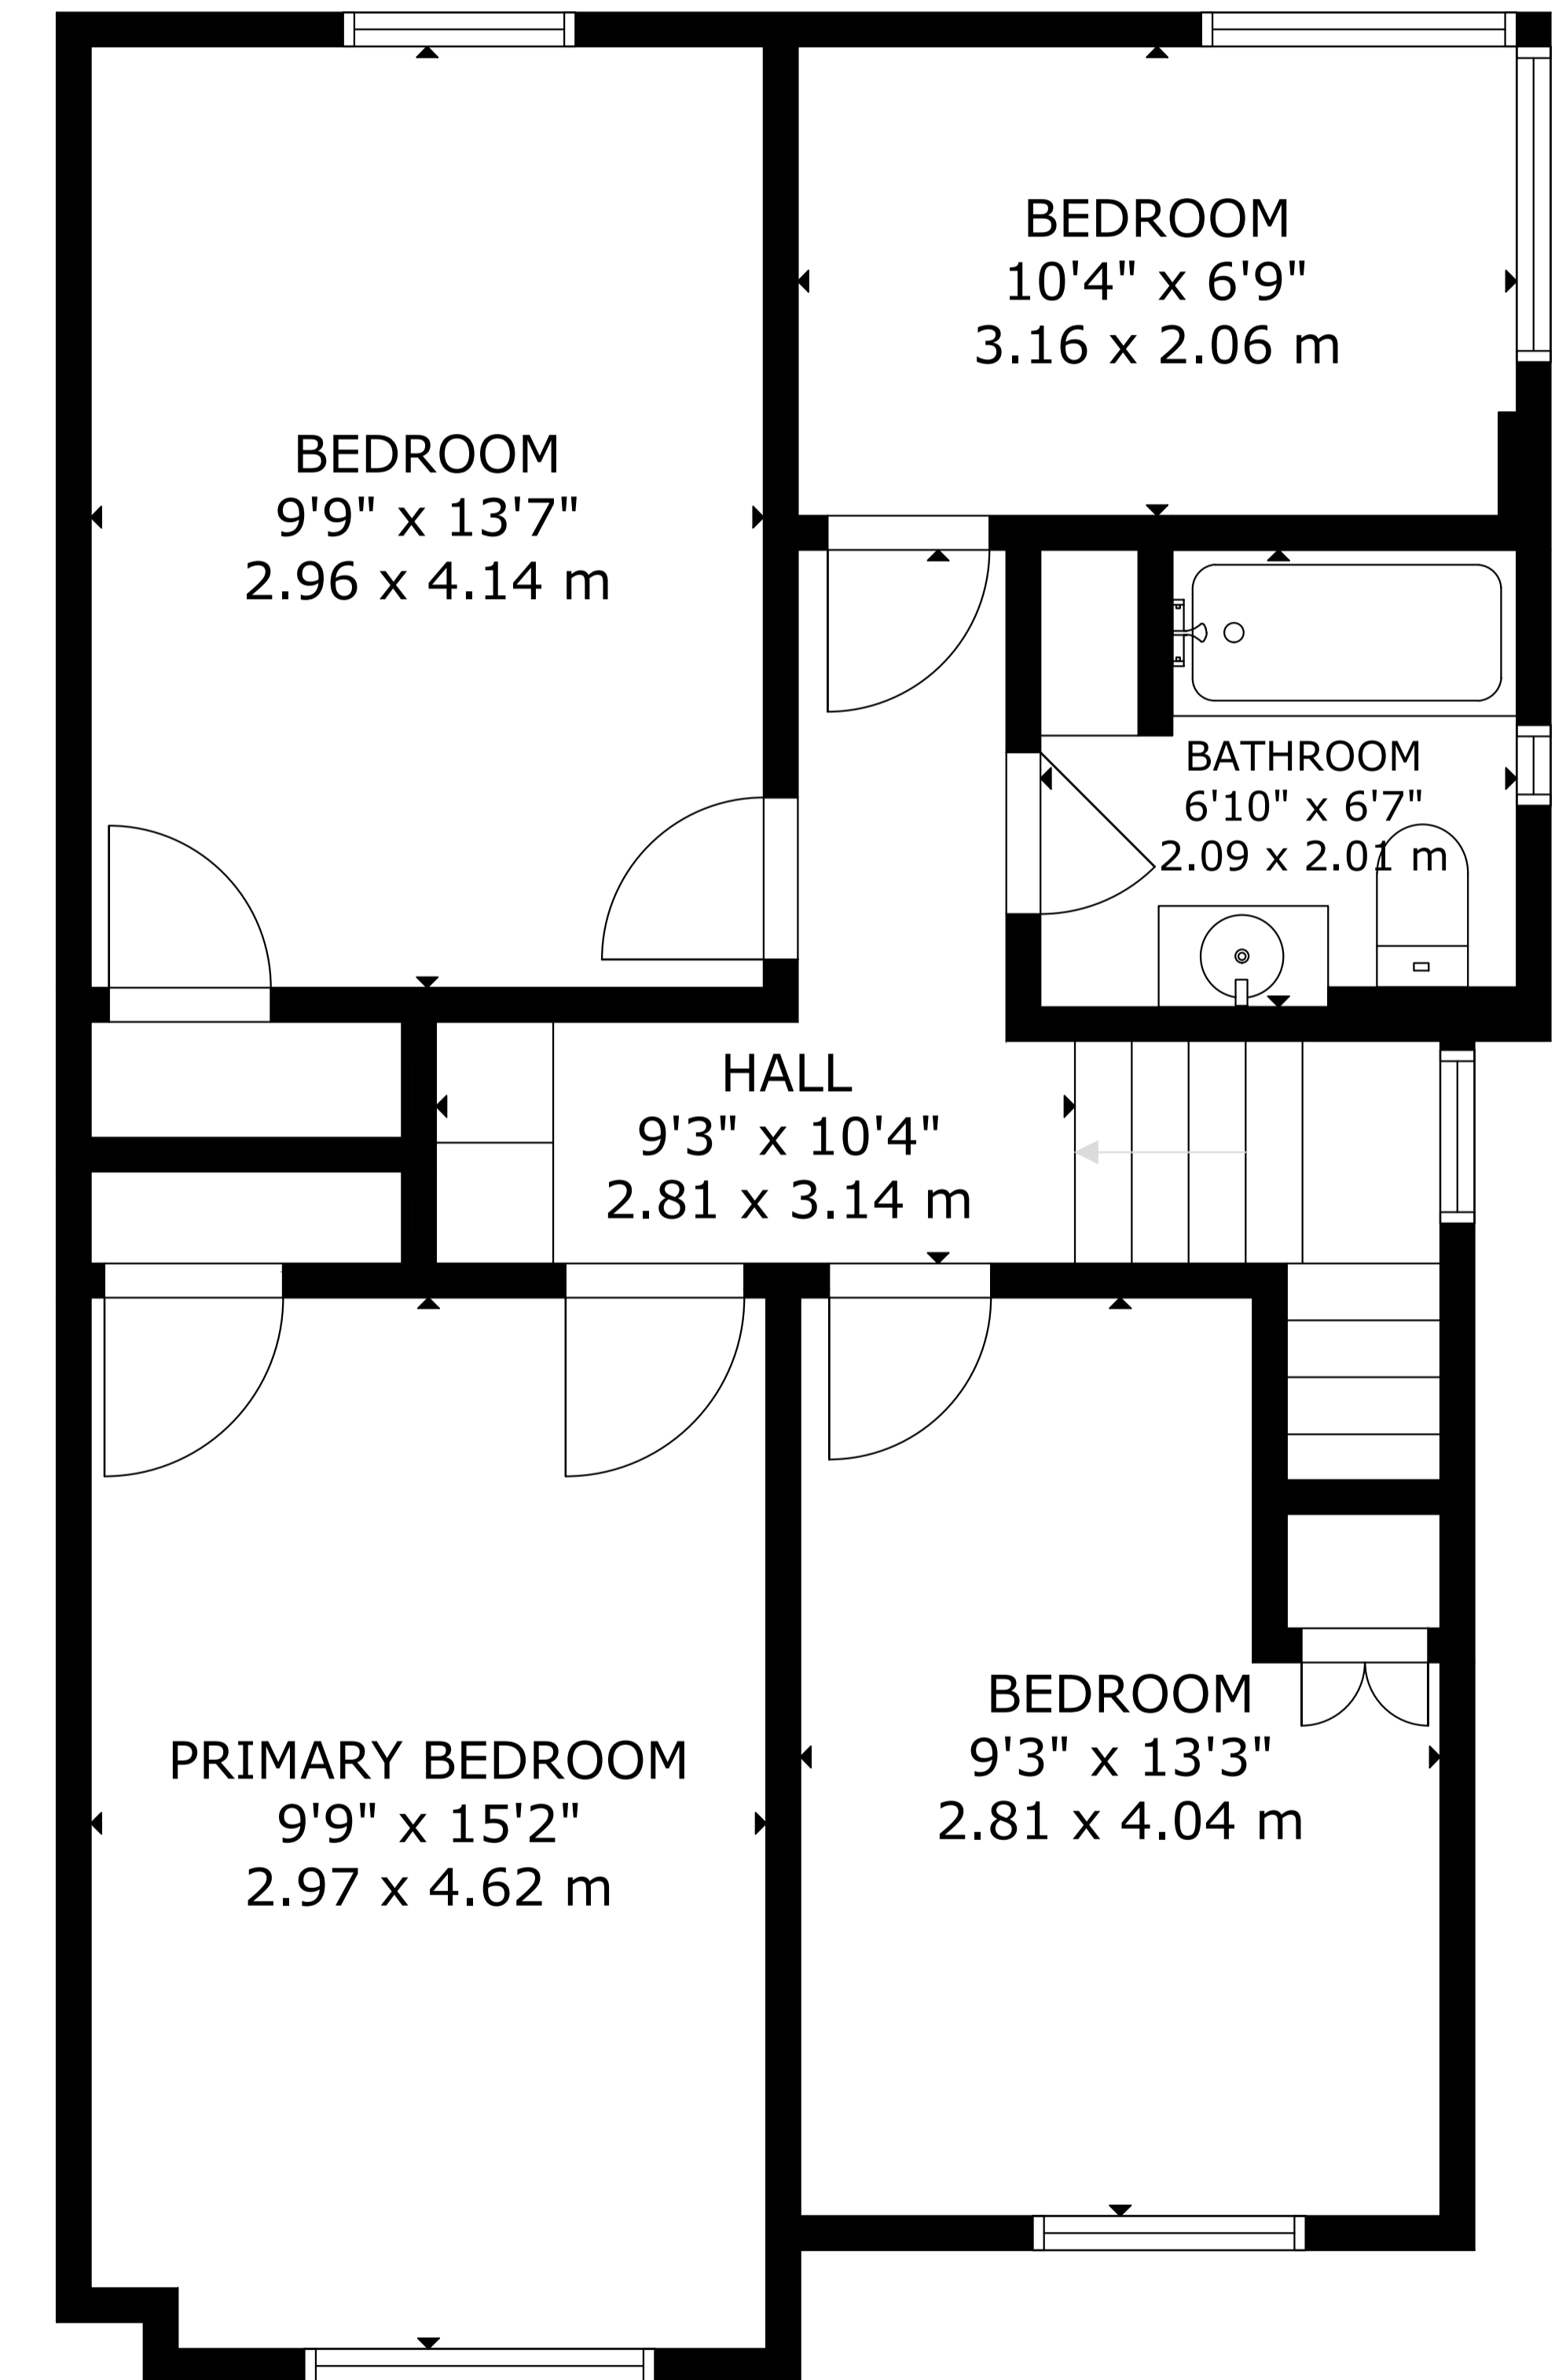 BEDROOM
10'4" x 6'9"
3.16 x 2.06 m
BEDROOM
9'9" x 13'7"
2.96 x 4.14 m
BATHROOM
6'10" x 6'7"
2.09 x 2.01 m
HALL
9'3" x 10'4"
2.81 x 3.14 m
BEDROOM
9'3" x 13'3"
2.81 x 4.04 m
PRIMARY BEDROOM
9'9" x 15'2"
2.97 x 4.62 m